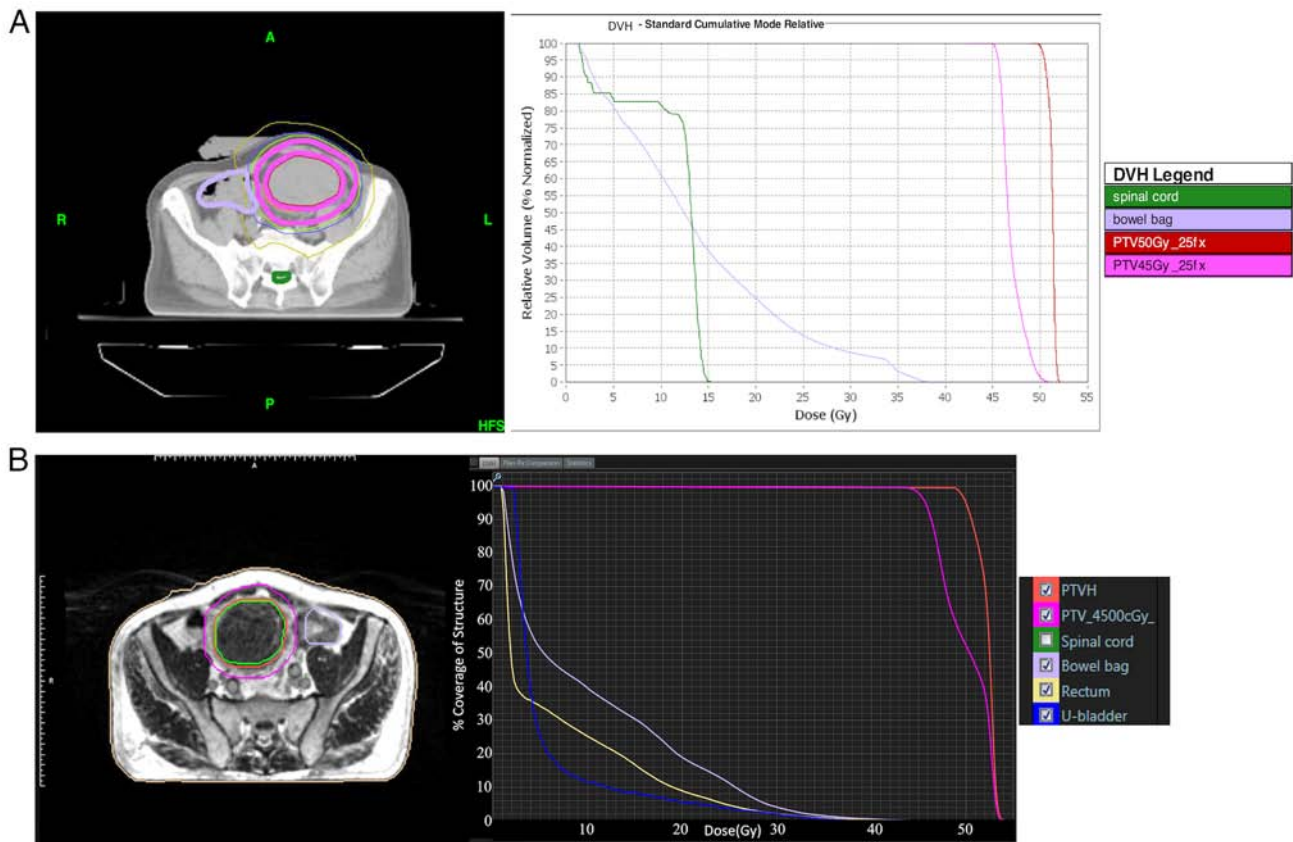 A
A
R
L
P
HFS
DVH - Standard Cumulative Mode Relative
Relative Volume (% Normalized)
100
95
90
85
80
75
70
65
60
55
50
45
40
35
30
25
20
15
10
5
0
0 5 10 15 20 25 30 35 40 45 50 55
Dose (Gy)
DVH Legend
spinal cord
bowel bag
PTV50Gy_25fx
PTV45Gy_25fx
B
A
R
Statistics
% Coverage of Structure
100
90
80
70
60
50
40
30
20
10
0
10 20 30 40 50
Dose(Gy)
PTVH
PTV_4500cGy_
Spinal cord
Bowel bag
Rectum
U-bladder